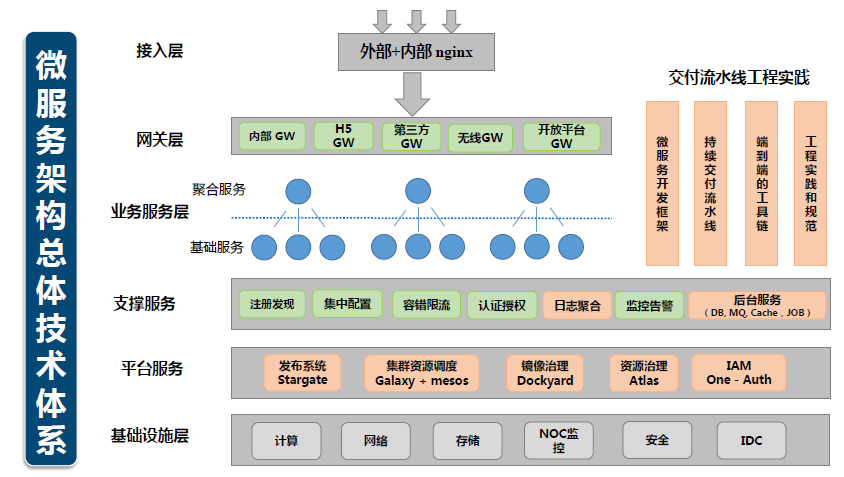 微服务架构总体技术体系
接入层
外部+内部 nginx
交付流水线工程实践
网关层
内部 GW
H5
GW
第三方
GW
无线GW
开放平台
GW
微服务开发框架
持续交付流水线
端到端的工具链
工程实践和规范
聚合服务
业务服务层
基础服务
支撑服务
注册发现
集中配置
容错限流
认证授权
日志聚合
监控告警
后台服务
（DB, MQ, Cache , JOB）
平台服务
发布系统
Stargate
集群资源调度
Galaxy + mesos
镜像治理
Dockyard
资源治理
Atlas
IAM
One - Auth
基础设施层
计算
网络
存储
NOC监
控
安全
IDC